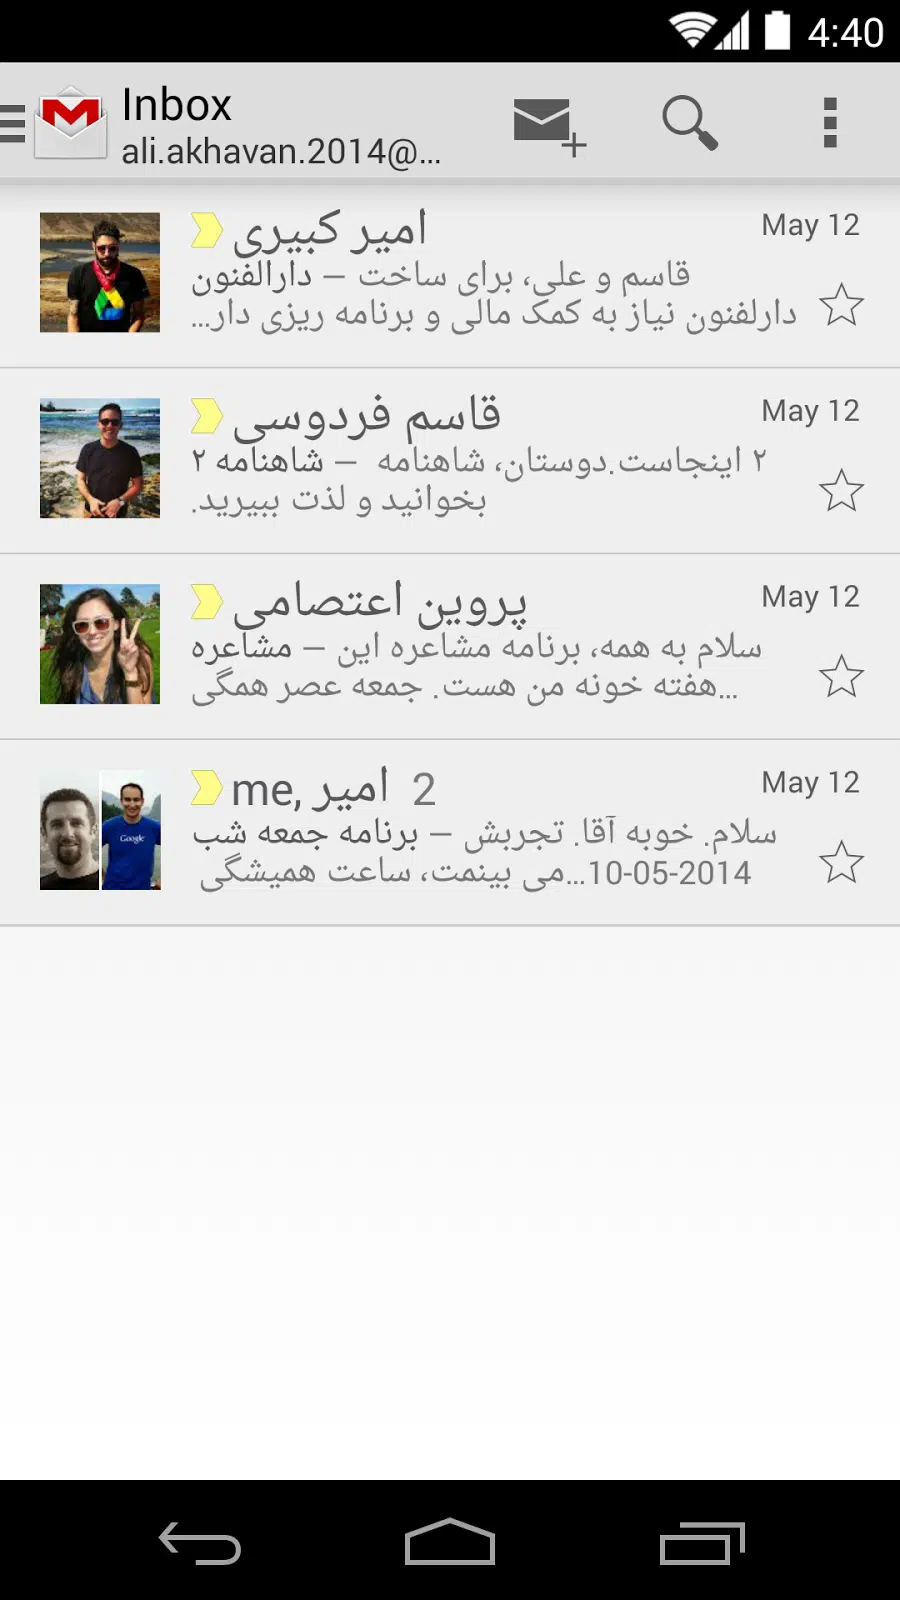 4:40
Inbox
ali.akhavan.2014@...
امیر کبیری
May 12
دارالفنون — قاسم و علی، برای ساخت
دارلفنون نیاز به کمک مالی و برنامه ریزی دار...
قاسم فردوسی
May 12
شاهنامه ۲ — دوستان، شاهنامه ۲ اینجاست.
بخوانید و لذت ببیرید.
پروین اعتصامی
May 12
مشاعره — سلام به همه، برنامه مشاعره این
هفته خونه من هست. جمعه عصر همگی...
me, امیر 2
May 12
برنامه جمعه شب — سلام. خوبه آقا. تجربش
می بینمت، ساعت همیشگی...10-05-2014
Google